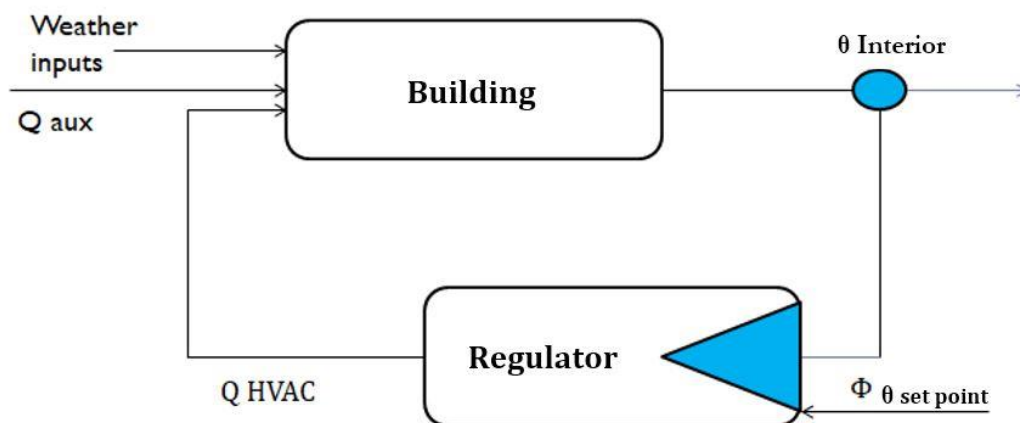 Weather
inputs
Q aux
Building
θ Interior
Regulator
Q HVAC
Φ
θ set point